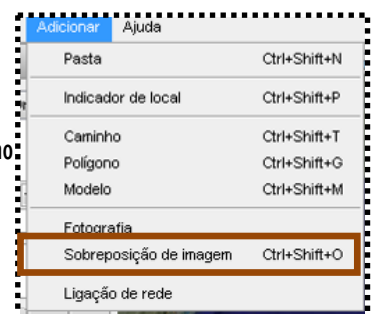 Adicionar Ajuda
Pasta Ctrl+Shift+N
Indicador de local Ctrl+Shift+P
Caminho Ctrl+Shift+T
Polígono Ctrl+Shift+G
Modelo Ctrl+Shift+M
Fotografia
Sobreposição de imagem Ctrl+Shift+O
Ligação de rede